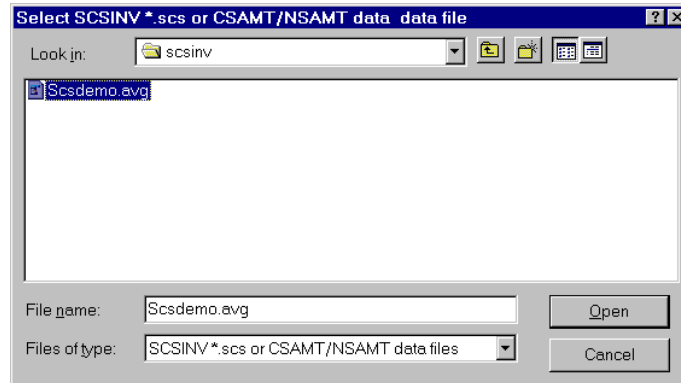 Select SCSINV *.scs or CSAMT/NSAMT data  data file
Look in: scsinv
Scsdemo.avg
File name: Scsdemo.avg Open
Files of type: SCSINV *.scs or CSAMT/NSAMT data files Cancel